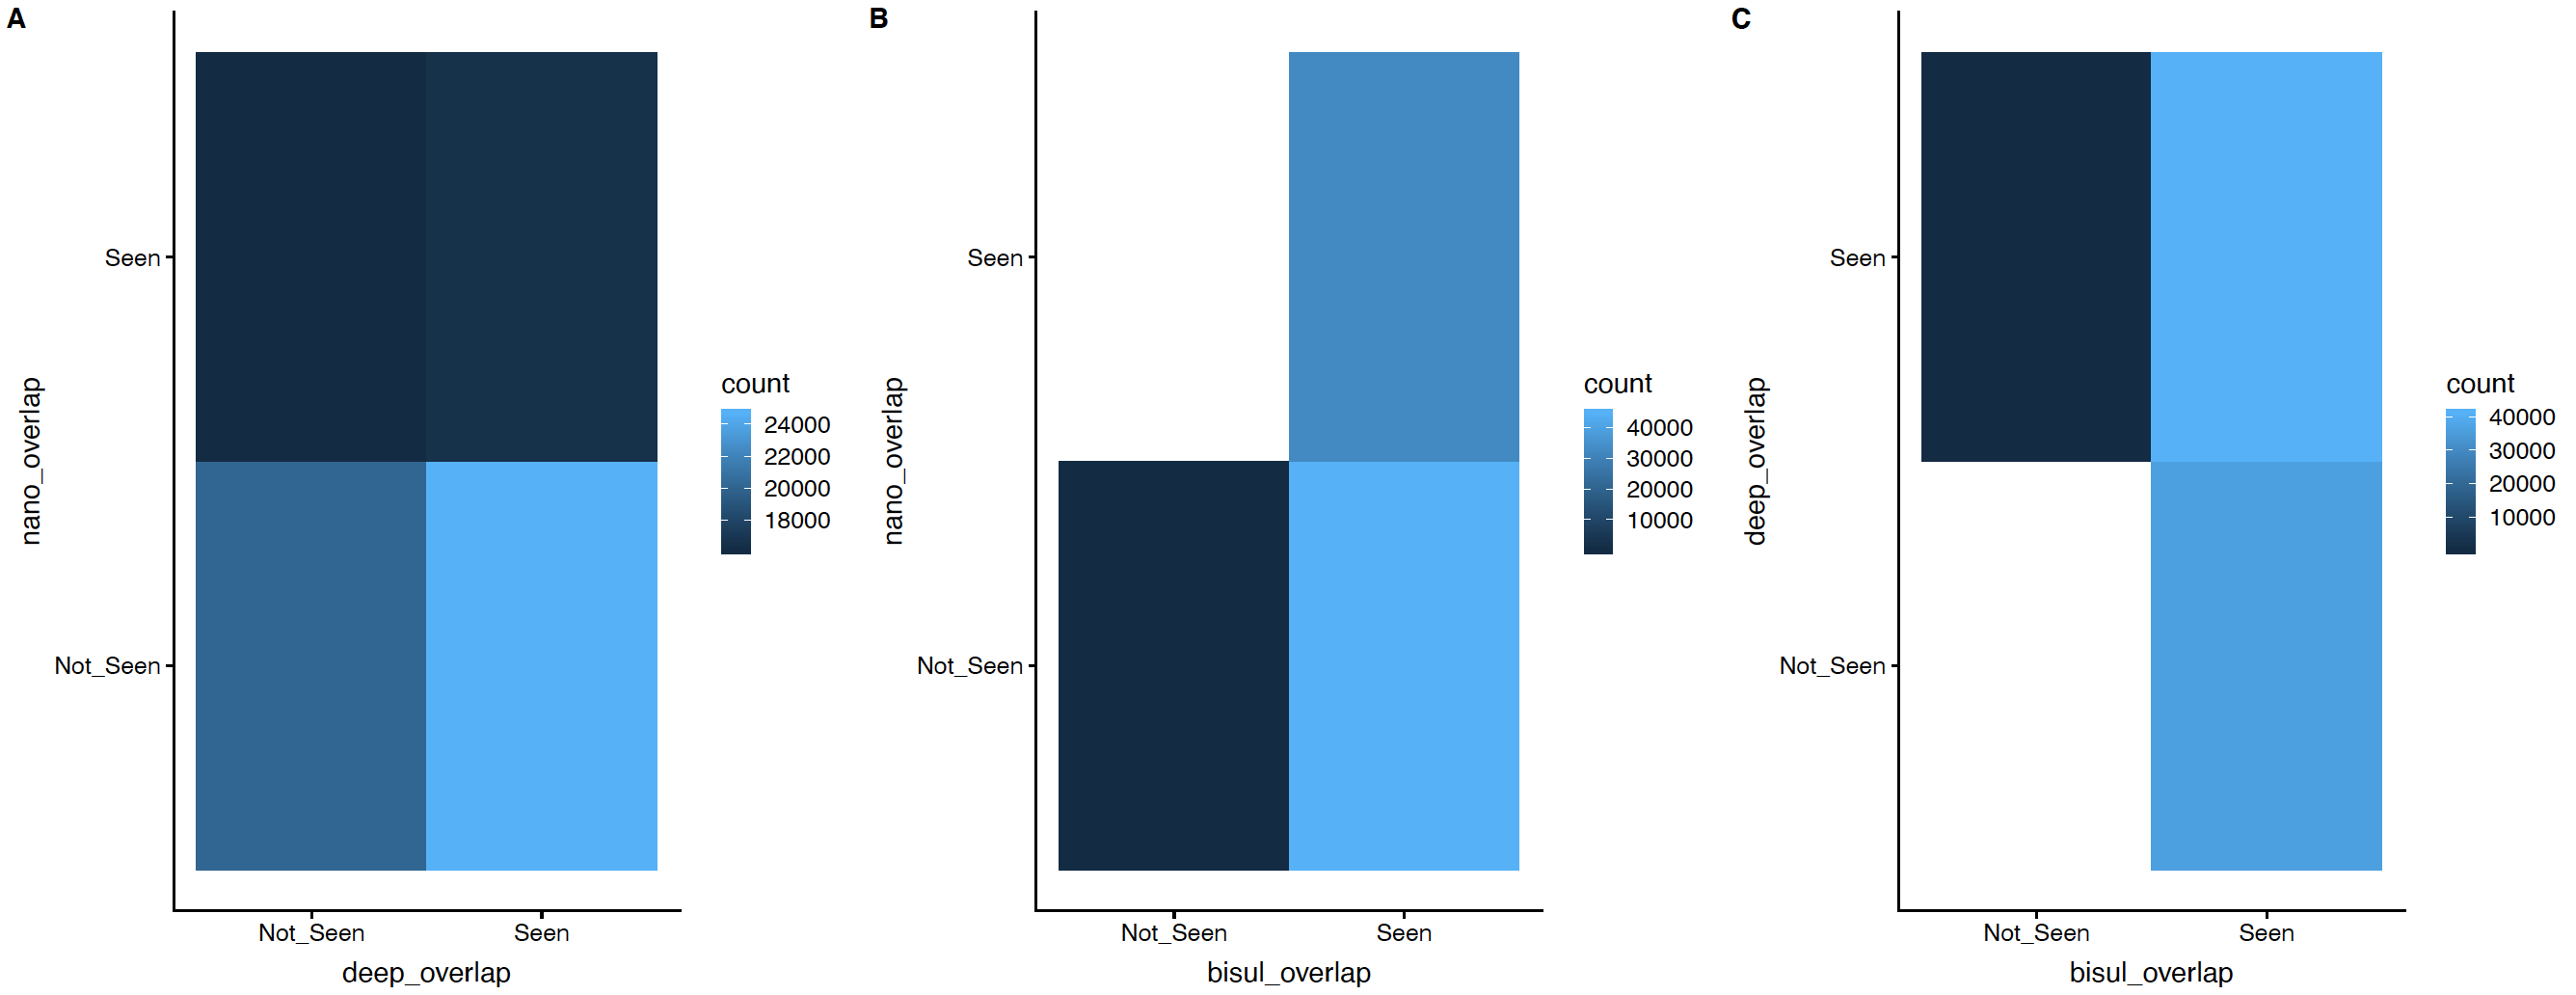 A
nano_overlap
Seen
Not_Seen
Not_Seen
Seen
deep_overlap
count
24000
22000
20000
18000
B
nano_overlap
Seen
Not_Seen
Not_Seen
Seen
bisul_overlap
count
40000
30000
20000
10000
C
deep_overlap
Seen
Not_Seen
Not_Seen
Seen
bisul_overlap
count
40000
30000
20000
10000